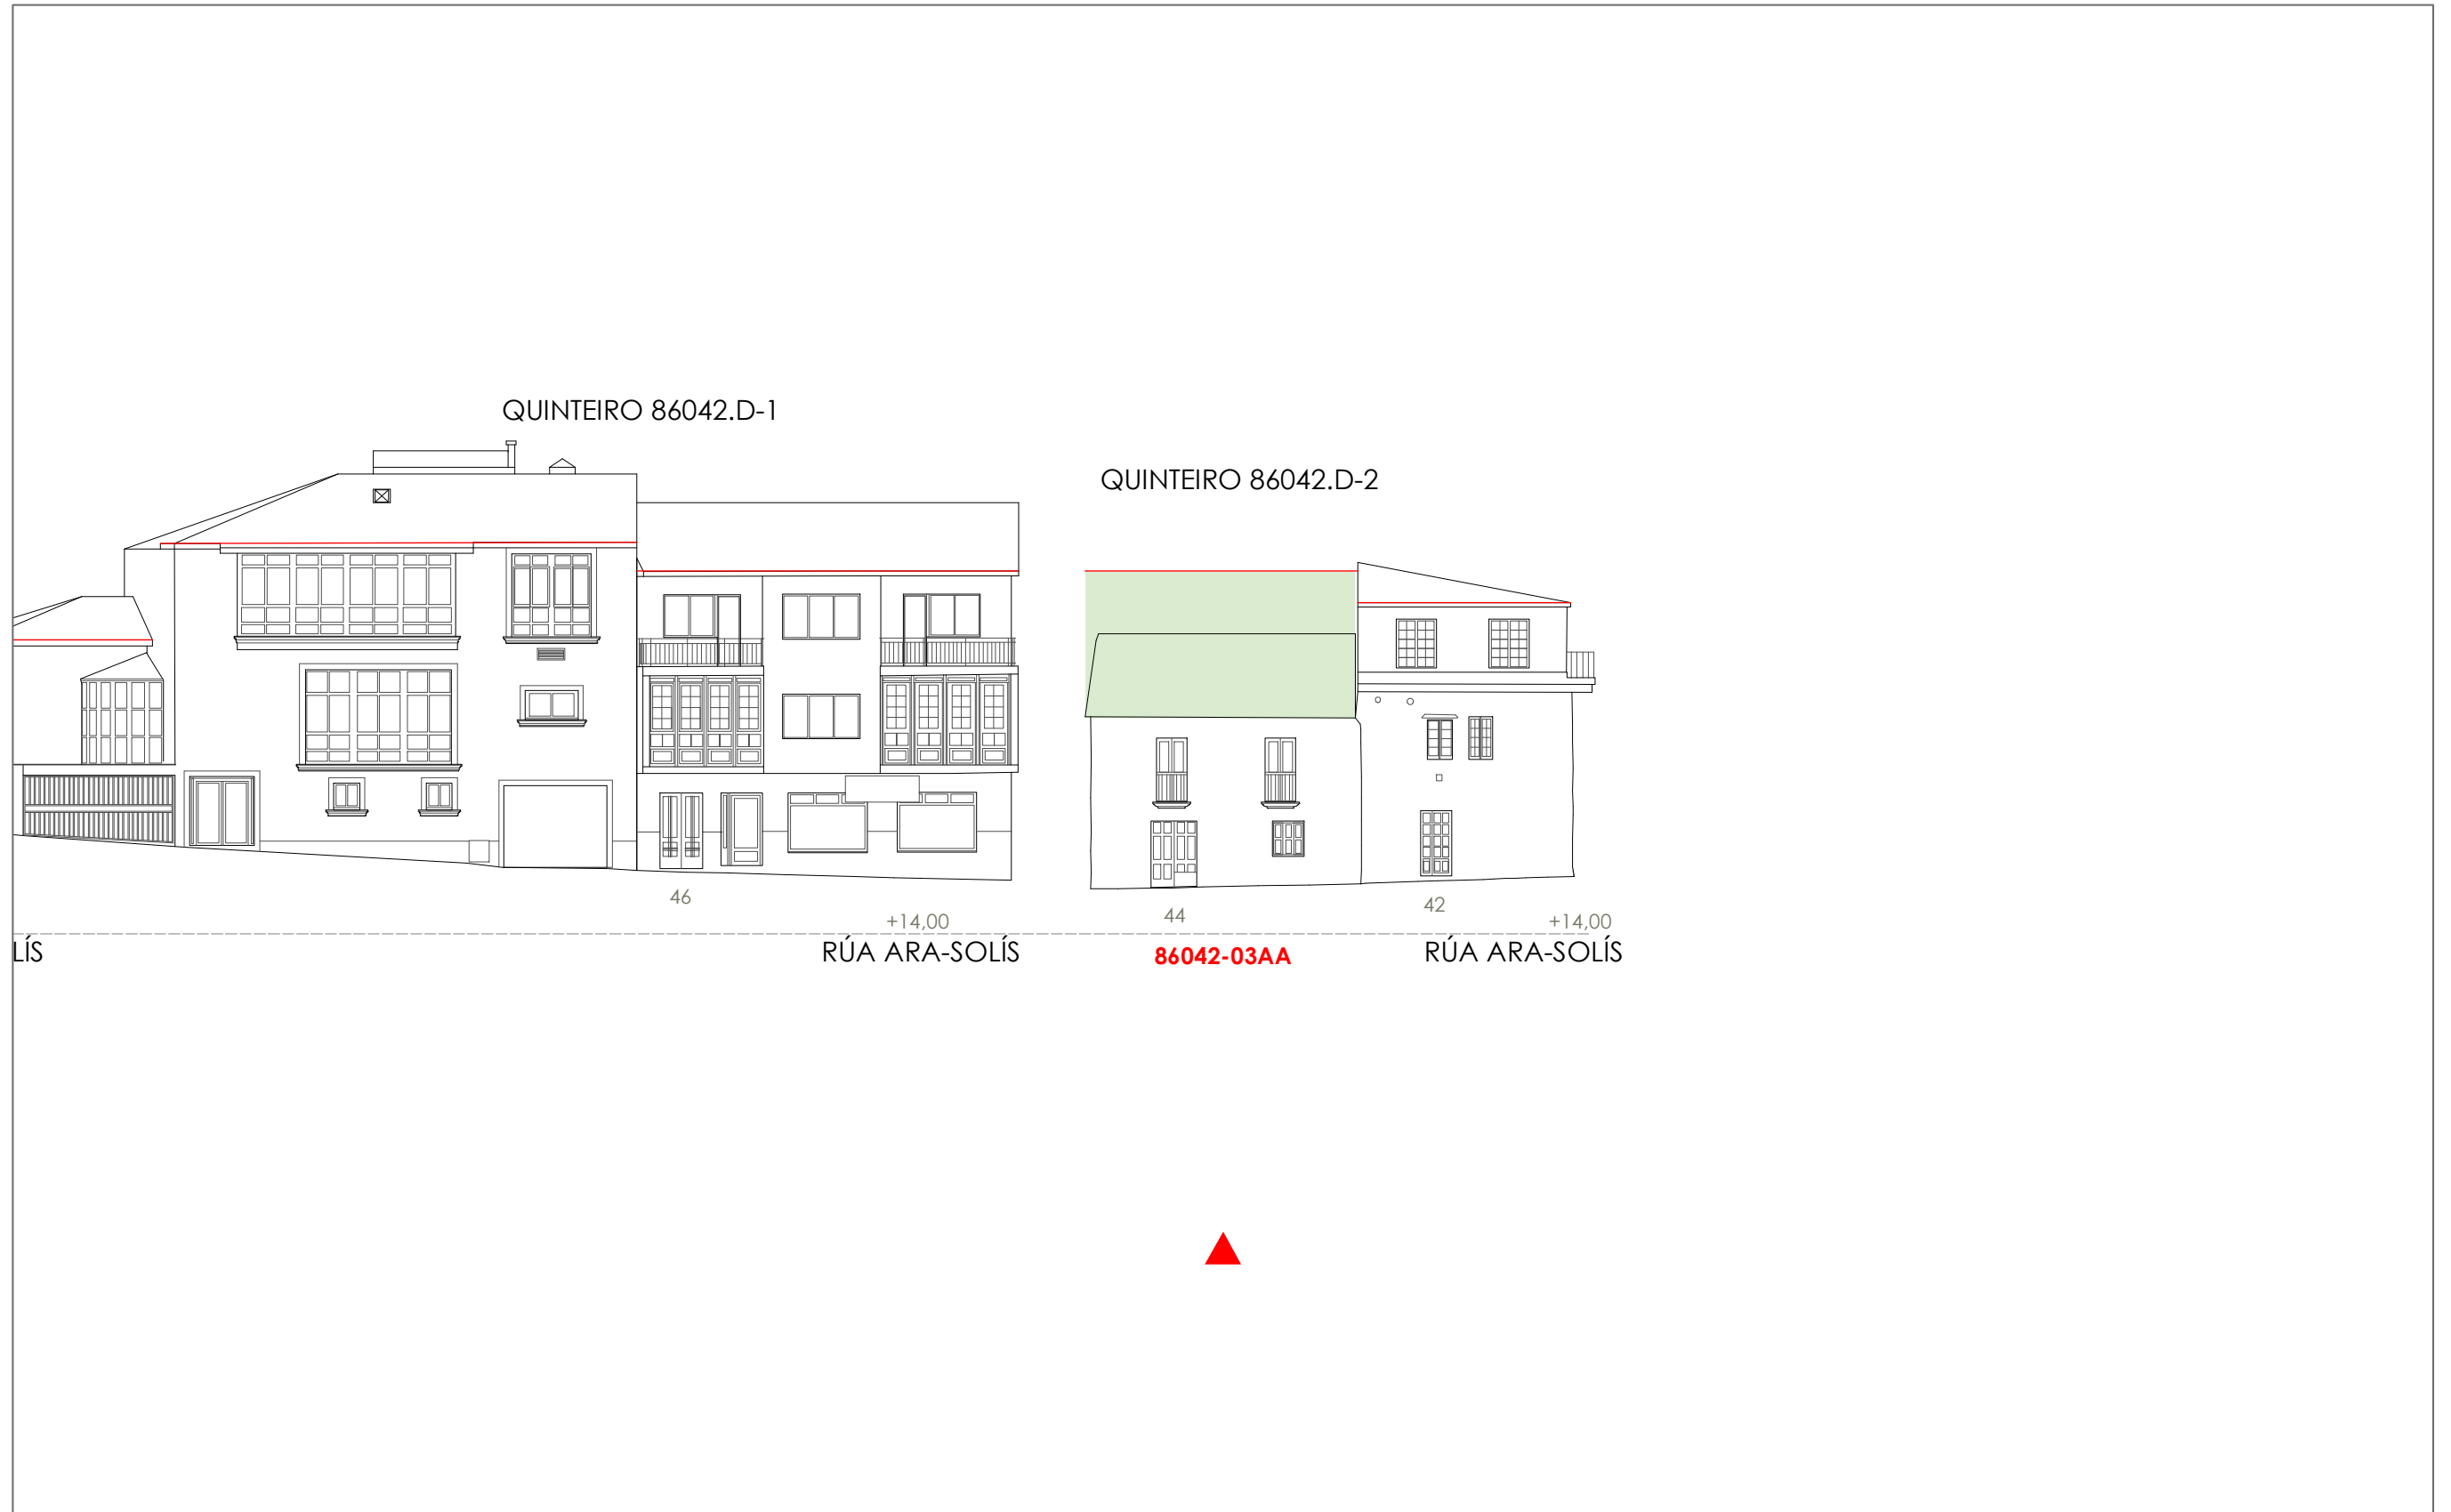 QUINTEIRO 86042.D-1
QUINTEIRO 86042.D-2
46
44
42
+14,00
+14,00
LÍS
RÚA ARA-SOLÍS
86042-03AA
RÚA ARA-SOLÍS